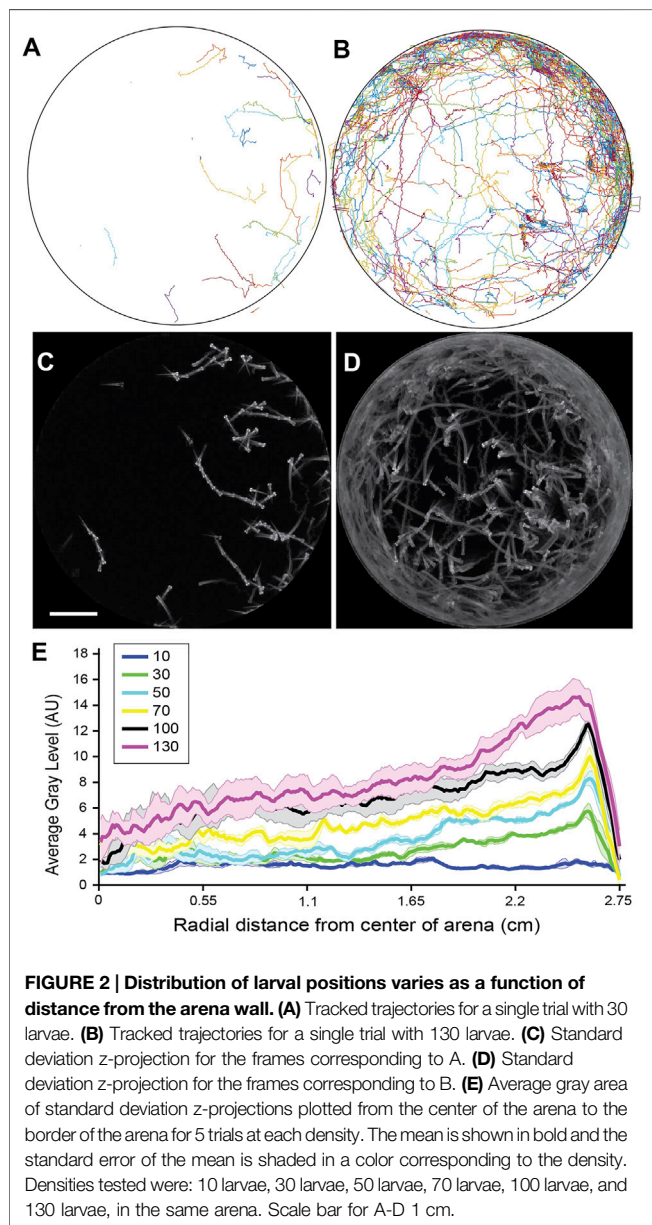 A
B
C
D
E
18
16
14
12
10
8
6
4
2
0
Average Gray Level (AU)
10
30
50
70
100
130
0 0.55 1.1 1.65 2.2 2.75
Radial distance from center of arena (cm)
FIGURE 2 | Distribution of larval positions varies as a function of
distance from the arena wall. (A) Tracked trajectories for a single trial with 30
larvae. (B) Tracked trajectories for a single trial with 130 larvae. (C) Standard
deviation z-projection for the frames corresponding to A. (D) Standard
deviation z-projection for the frames corresponding to B. (E) Average gray area
of standard deviation z-projections plotted from the center of the arena to the
border of the arena for 5 trials at each density. The mean is shown in bold and the
standard error of the mean is shaded in a color corresponding to the density.
Densities tested were: 10 larvae, 30 larvae, 50 larvae, 70 larvae, 100 larvae, and
130 larvae, in the same arena. Scale bar for A-D 1 cm.